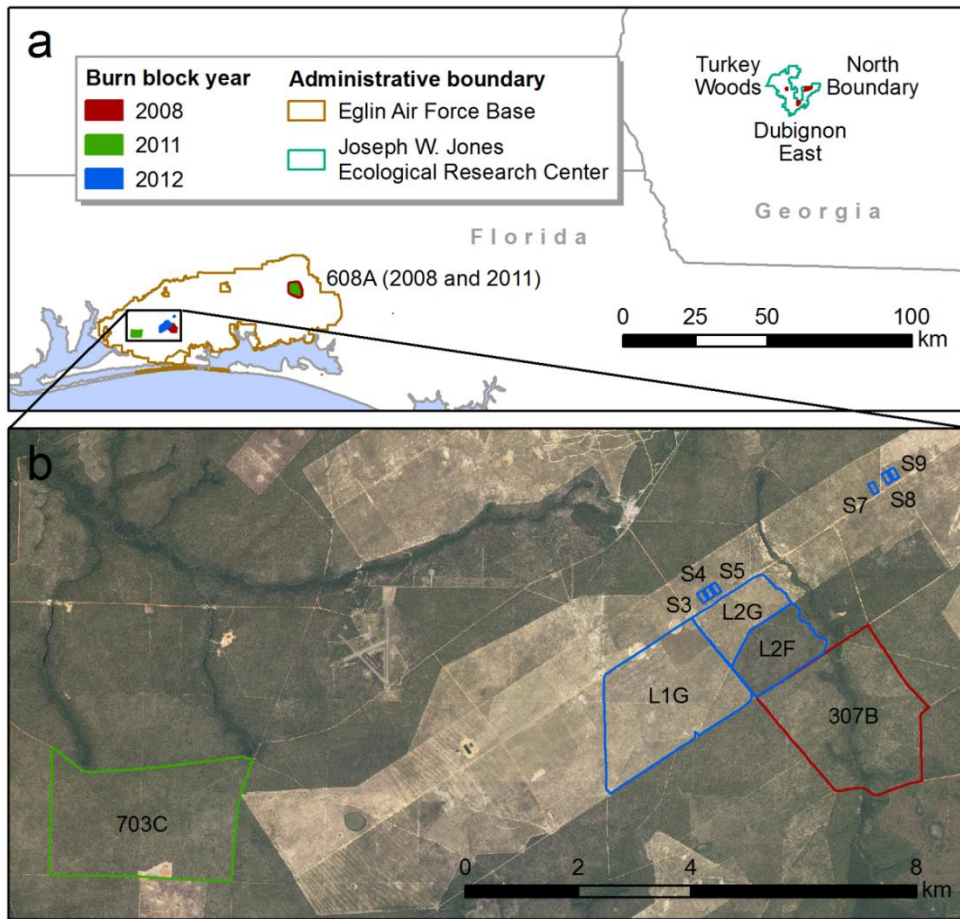 a
Burn block year
2008
2011
2012
Administrative boundary
Eglin Air Force Base
Joseph W. Jones
Ecological Research Center
Turkey
Woods
North
Boundary
Dubignon
East
Georgia
Florida
608A (2008 and 2011)
0 25 50 100
km
b
S9
S8
S7
S5
S4
S3
L2G
L2F
L1G
307B
703C
0 2 4 8
km